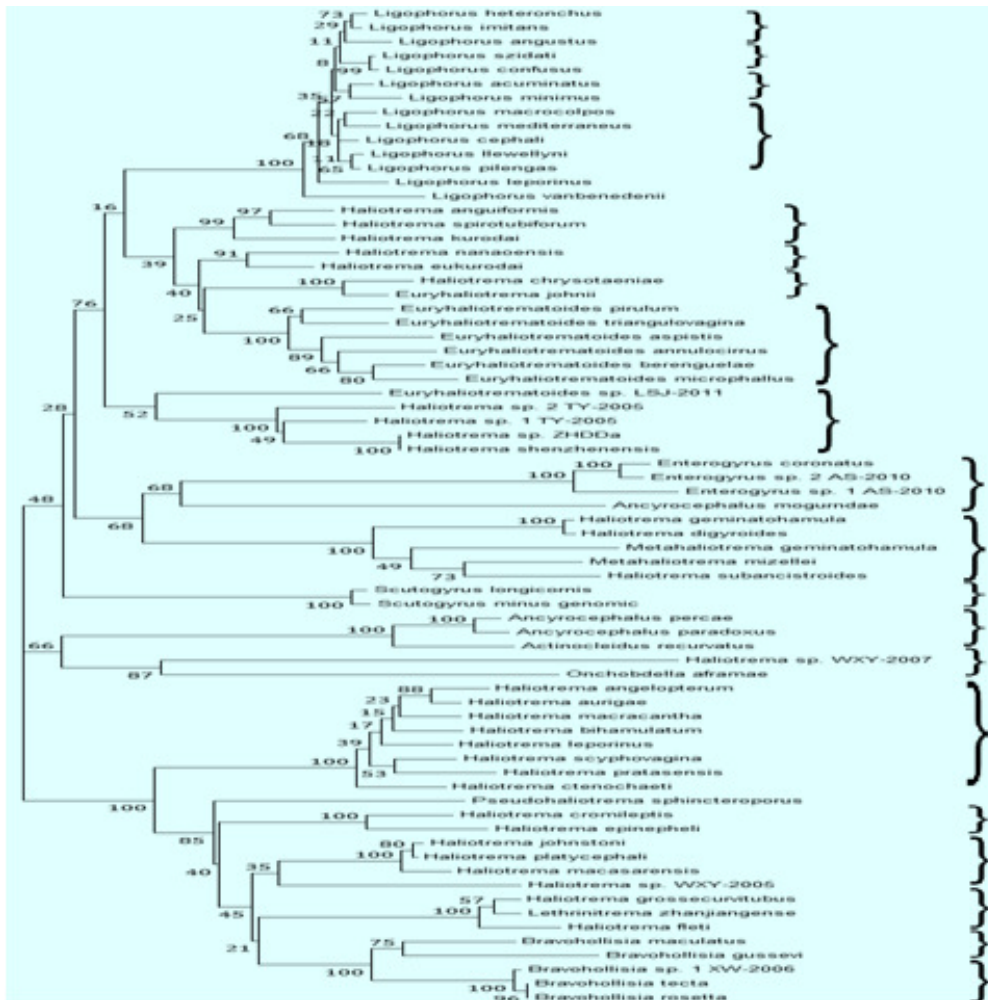 73 Ligophorus heteronchus
29 Ligophorus imitans
11 Ligophorus angustus
8 Ligophorus szidati
99 Ligophorus confusus
Ligophorus acuminatus
35 57 Ligophorus minimus
22 Ligophorus macrocolpos
Ligophorus mediterraneus
68 18 Ligophorus cephali
100 11 Ligophorus llewellyni
65 Ligophorus pilengas
Ligophorus leporinus
Ligophorus vanbenedenii
16 97 Haliotrema anguiformis
99 Haliotrema spirotubiforum
Haliotrema kurodai
39 91 Haliotrema nanaoensis
Haliotrema eukurodai
100 Haliotrema chrysotaeniae
40 Euryhaliotrema johnii
76 66 Euryhaliotrematoides pirulum
25 Euryhaliotrematoides triangulovagina
100 Euryhaliotrematoides aspistis
89 Euryhaliotrematoides annulocirrus
66 Euryhaliotrematoides berenguelae
80 Euryhaliotrematoides microphallus
Euryhaliotrematoides sp. LSJ-2011
28 52 Haliotrema sp. 2 TY-2005
100 Haliotrema sp. 1 TY-2005
49 Haliotrema sp. ZHDDa
100 Haliotrema shenzhenensis
100 Enterogyrus coronatus
100 Enterogyrus sp. 2 AS-2010
68 Enterogyrus sp. 1 AS-2010
48 Ancyrocephalus mogurndae
68 100 Haliotrema geminatohamula
Haliotrema digyroides
100 Metahaliotrema geminatohamula
49 Metahaliotrema mizellei
73 Haliotrema subancistroides
Scutogyrus longicornis
100 Scutogyrus minus genomic
100 Ancyrocephalus percae
100 Ancyrocephalus paradoxus
66 Actinocleidus recurvatus
Haliotrema sp. WXY-2007
87 Onchobdella aframae
88 Haliotrema angelopterum
23 Haliotrema aurigae
15 Haliotrema macracantha
17 Haliotrema bihamulatum
39 Haliotrema leporinus
100 Haliotrema scyphovagina
53 Haliotrema pratasensis
Haliotrema ctenochaeti
100 Pseudohaliotrema sphincteroporus
100 Haliotrema cromileptis
Haliotrema epinepheli
85 80 Haliotrema johnstoni
100 Haliotrema platycephali
40 35 Haliotrema macasarensis
Haliotrema sp. WXY-2005
57 Haliotrema grossecurvitubus
45 100 Lethrinitrema zhanjiangense
Haliotrema fleti
75 Bravohollisia maculatus
21 Bravohollisia gussevi
100 Bravohollisia sp. 1 XW-2006
100 Bravohollisia tecta
96 Bravohollisia rosetta